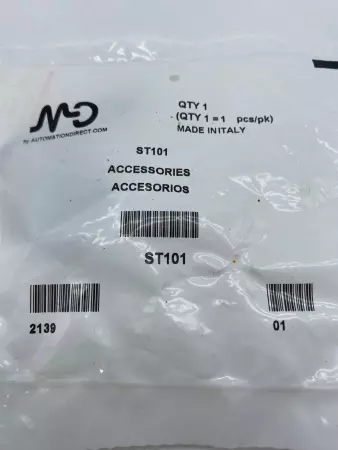 MD
by AUTOMATIONDIRECT.COM
QTY 1
(QTY 1 = 1 pcs/pk)
MADE IN ITALY
ST101
ACCESSORIES
ACCESORIOS
ST101
2139
01